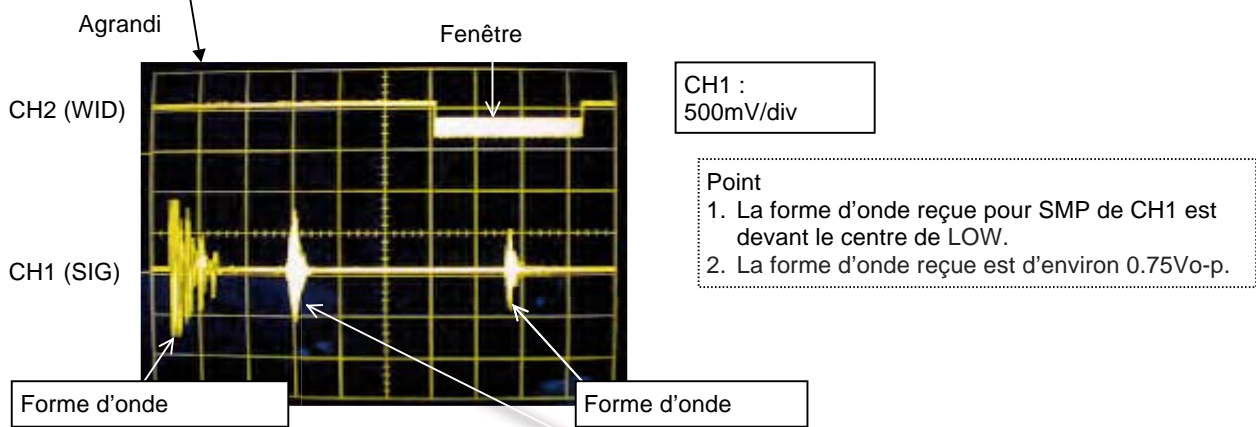 Agrandi
Fenêtre
CH2 (WID)
CH1 :
500mV/div
Point
1. La forme d'onde reçue pour SMP de CH1 est
devant le centre de LOW.
2. La forme d'onde reçue est d'environ 0.75Vo-p.
CH1 (SIG)
Forme d'onde
Forme d'onde